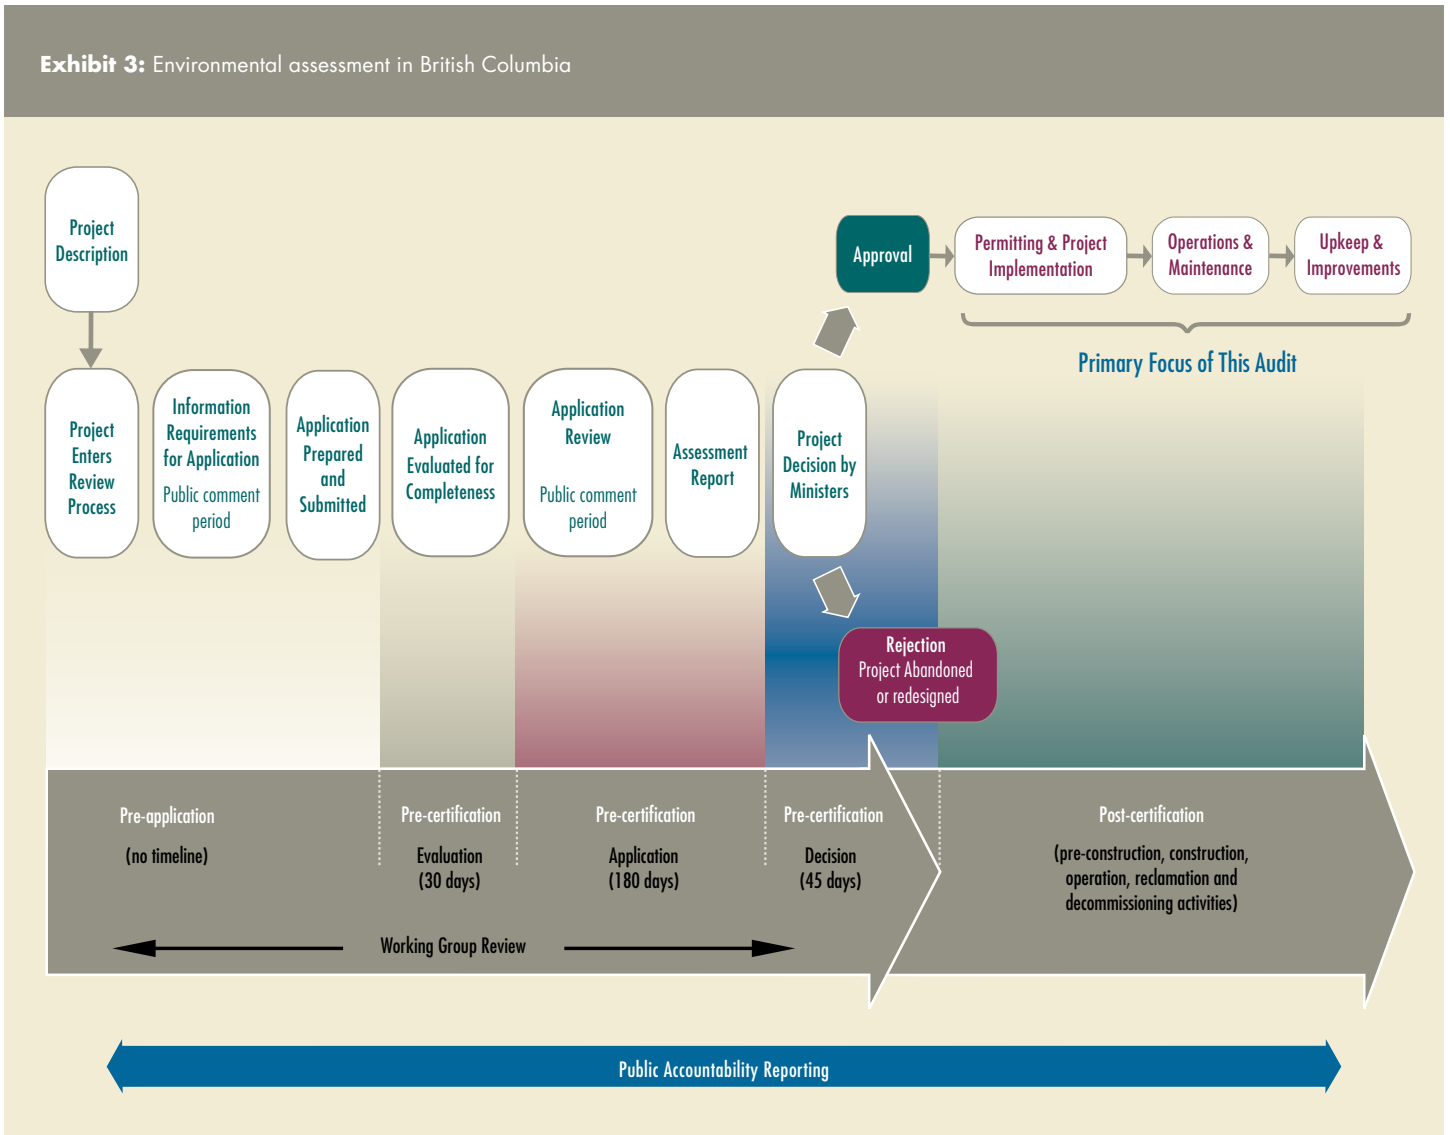 Exhibit 3: Environmental assessment in British Columbia
Project
Description
Approval
Permitting & Project
Implementation
Operations &
Maintenance
Upkeep &
Improvements
Primary Focus of This Audit
Project
Enters
Review
Process
Information
Requirements
for Application
Public comment
period
Application
Prepared
and
Submitted
Application
Evaluated for
Completeness
Application
Review
Public comment
period
Assessment
Report
Project
Decision by
Ministers
Rejection
Project Abandoned
or redesigned
Pre-application
(no timeline)
Pre-certification
Evaluation
(30 days)
Pre-certification
Application
(180 days)
Pre-certification
Decision
(45 days)
Post-certification
(pre-construction, construction,
operation, reclamation and
decommissioning activities)
Working Group Review
Public Accountability Reporting